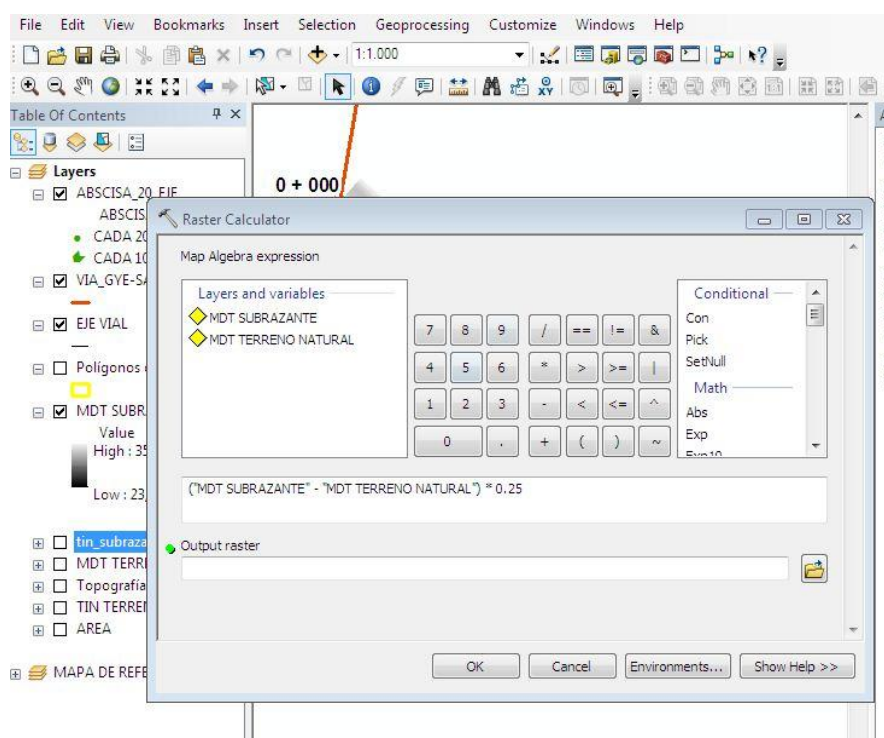 File Edit View Bookmarks Insert Selection Geoprocessing Customize Windows Help
1:1.000
Table Of Contents
Layers
ABSCISA_20_EJE
ABSCIS
CADA 20
CADA 10
VIA_GYE-SA
EJE VIAL
Polígonos
MDT SUBR
Value
High : 35
Low : 23,
tin_subraza
MDT TERRI
Topografía
TIN TERREI
AREA
MAPA DE REFE
0 + 000
Raster Calculator
Map Algebra expression
Layers and variables
MDT SUBRAZANTE
MDT TERRENO NATURAL
7 8 9 / == != &
4 5 6 * > >= |
1 2 3 - < <= ^
0 . + ( ) ~
Conditional
Con
Pick
SetNull
Math
Abs
Exp
Exp10
("MDT SUBRAZANTE" - "MDT TERRENO NATURAL") * 0.25
Output raster
OK Cancel Environments... Show Help >>